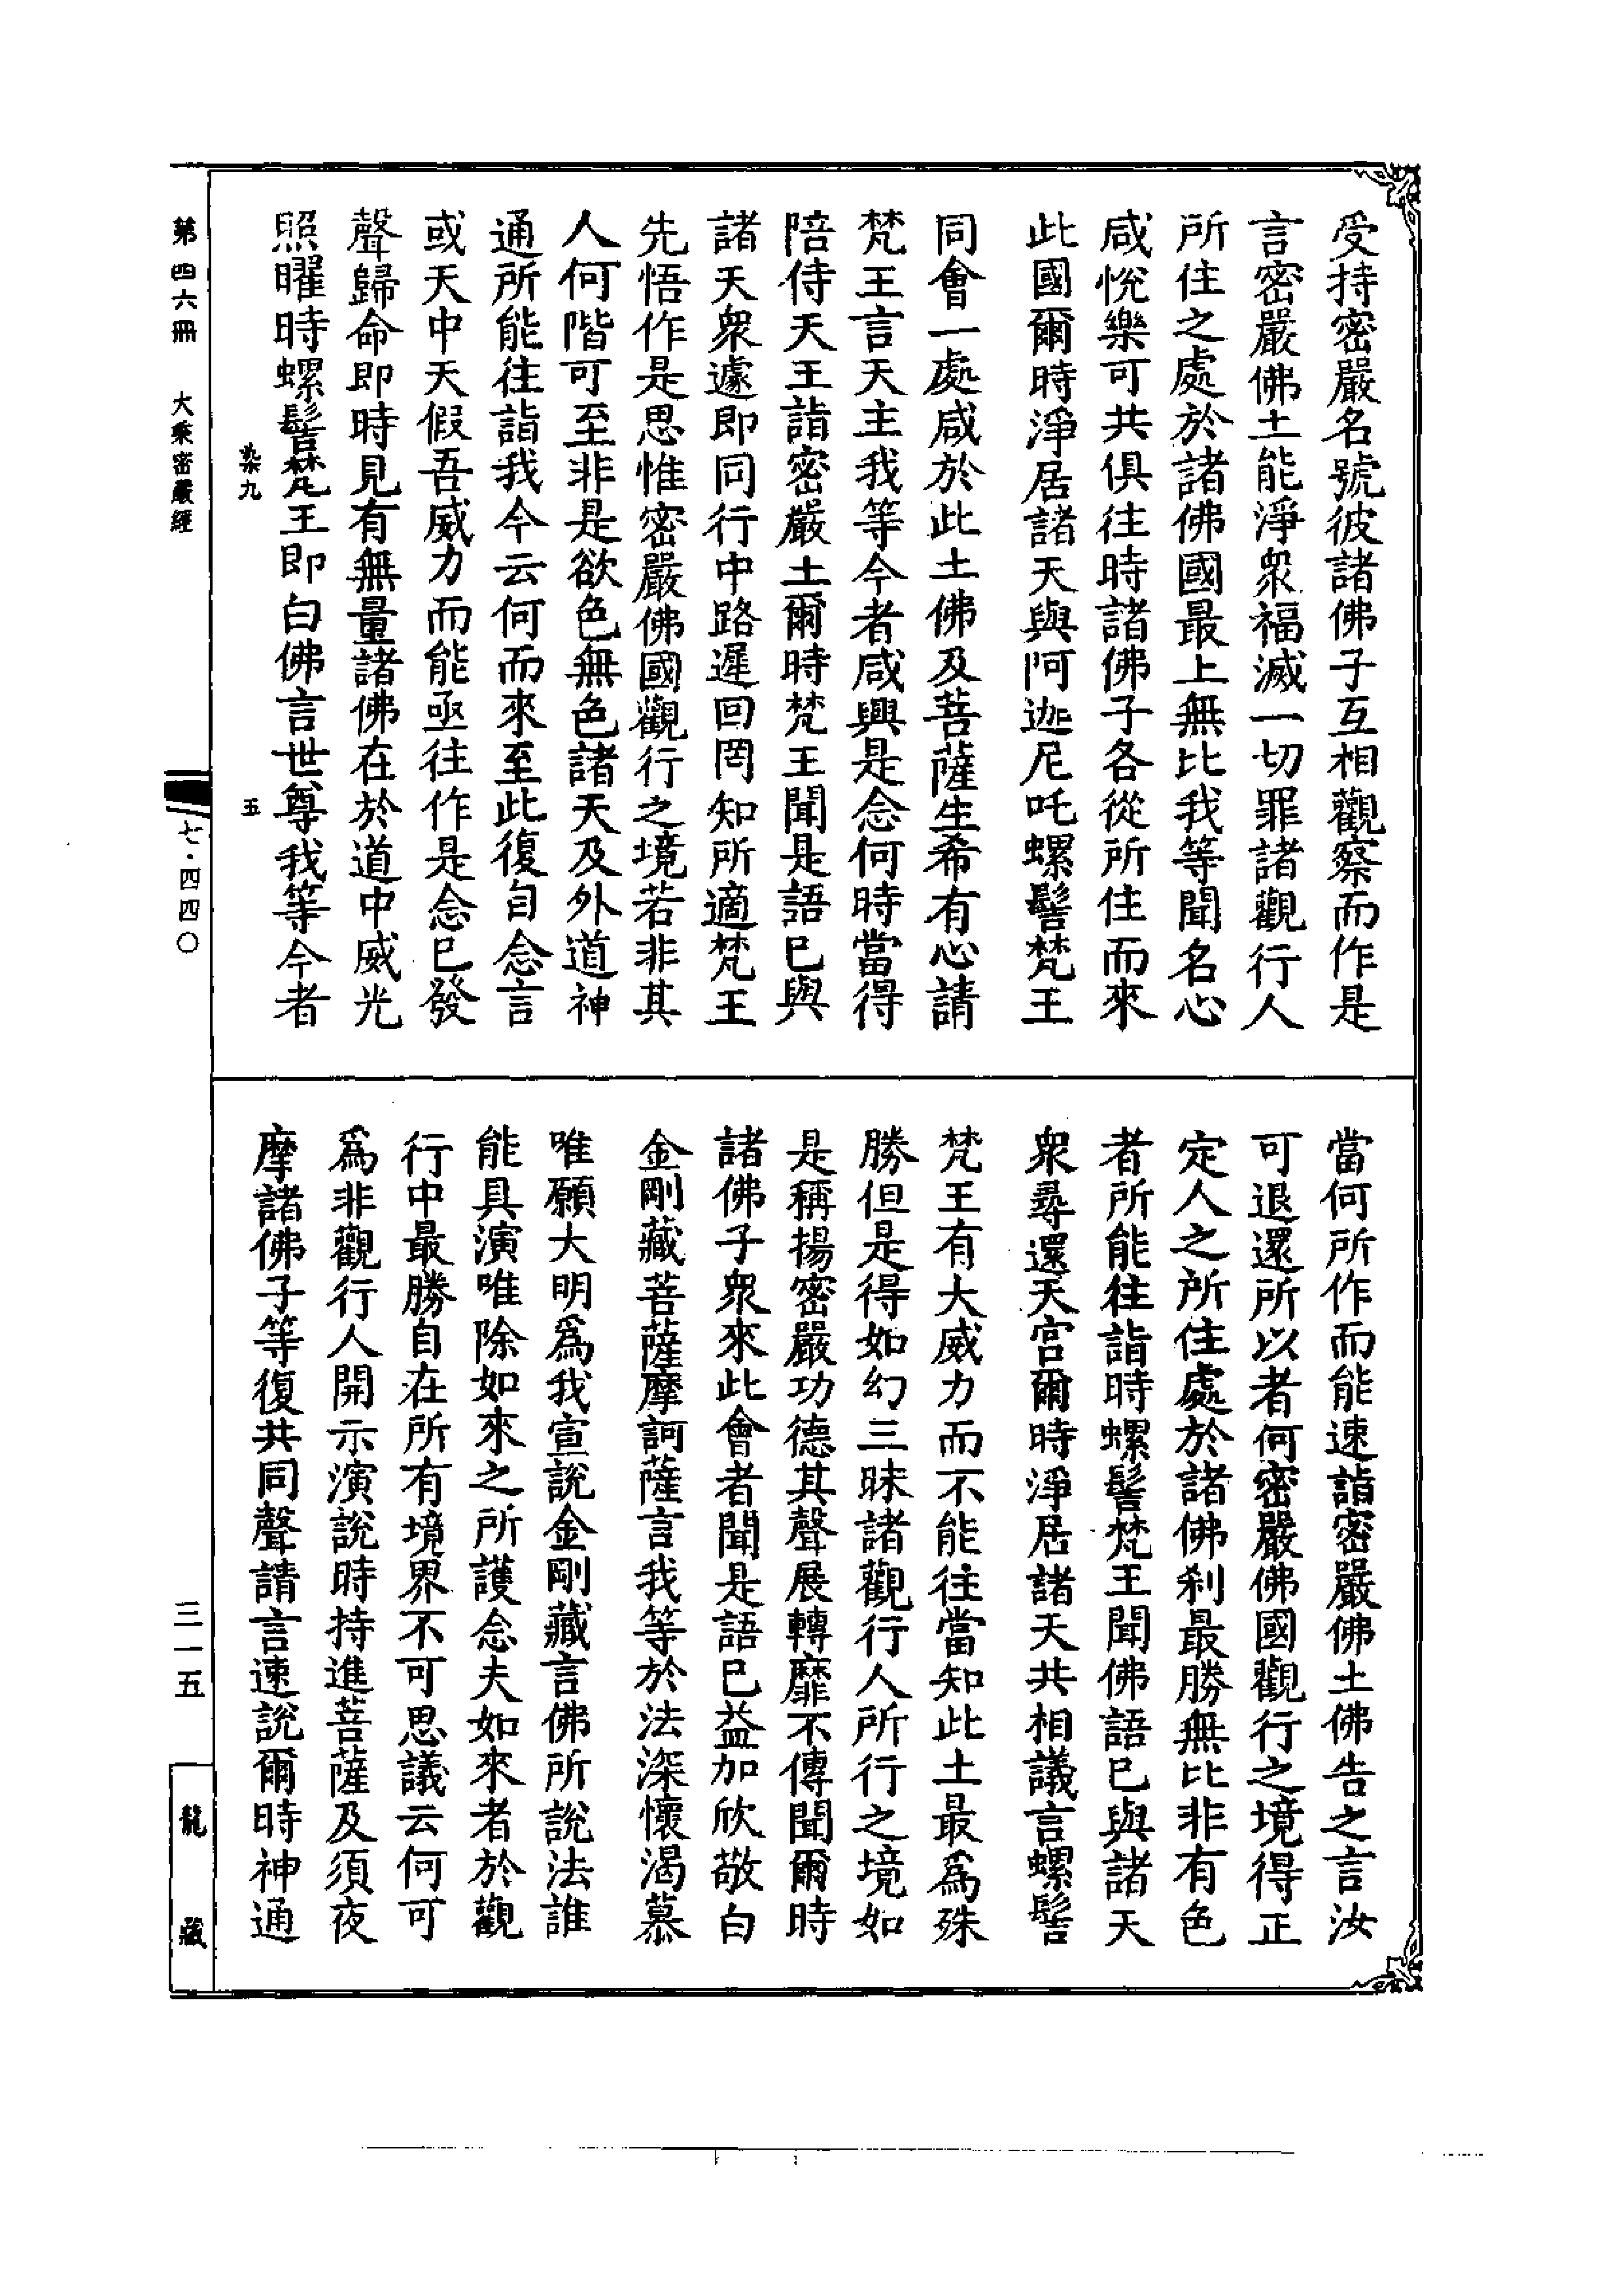 受持密嚴名號彼諸佛子互相觀察而作是
言密嚴佛土能淨衆福滅一切罪諸觀行人
所住之處於諸佛國最上無比我等聞名心
咸悅樂可共俱往時諸佛子各從所住而來
此國爾時淨居諸天與阿迦尼吒螺髻梵王
同會一處咸於此土佛及菩薩生希有心請
梵王言天主我等今者咸興是念何時當得
陪侍天王詣密嚴土爾時梵王聞是語已與
諸天衆遽即同行中路遲回罔知所適梵王
先悟作是思惟密嚴佛國觀行之境若非其
人何階可至非是欲色無色諸天及外道神
通所能往詣我今云何而來至此復自念言
或天中天假吾威力而能亟往作是念已發
聲歸命即時見有無量諸佛在於道中威光
照曜時螺髻梵王即白佛言世尊我等今者
染九
五
當何所作而能速詣密嚴佛土佛告之言汝
可退還所以者何密嚴佛國觀行之境得正
定人之所住處於諸佛刹最勝無比非有色
者所能往詣時螺髻梵王聞佛語已與諸天
衆尋還天宮爾時淨居諸天共相議言螺髻
梵王有大威力而不能往當知此土最爲殊
勝但是得如幻三昧諸觀行人所行之境如
是稱揚密嚴功德其聲展轉靡不傳聞爾時
諸佛子衆來此會者聞是語已益加欣敬白
金剛藏菩薩摩訶薩言我等於法深懷渴慕
唯願大明爲我宣說金剛藏言佛所說法誰
能具演唯除如來之所護念夫如來者於觀
行中最勝自在所有境界不可思議云何可
爲非觀行人開示演說時持進菩薩及須夜
摩諸佛子等復共同聲請言速說爾時神通
第四六冊
大乘密嚴經
七·四四〇
三一五
龍藏